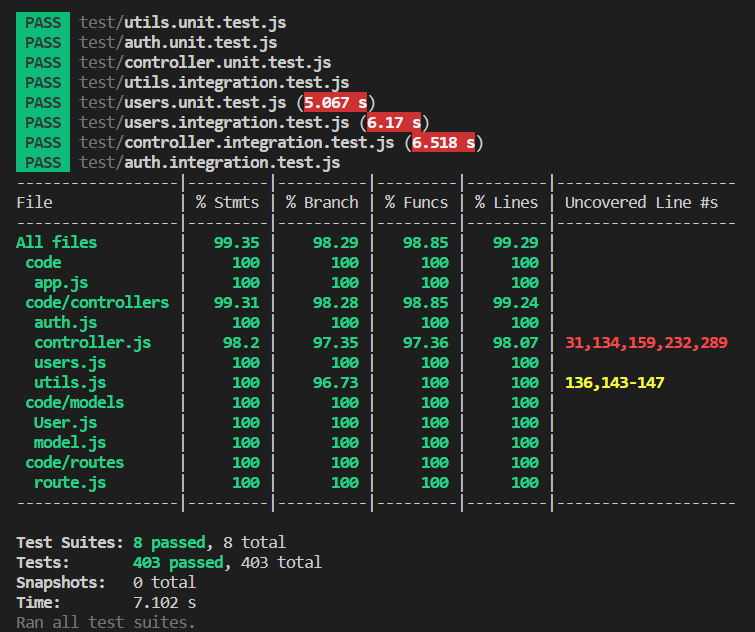 PASS test/utils.unit.test.js
PASS test/auth.unit.test.js
PASS test/controller.unit.test.js
PASS test/utils.integration.test.js
PASS test/users.unit.test.js (5.067 s)
PASS test/users.integration.test.js (6.17 s)
PASS test/controller.integration.test.js (6.518 s)
PASS test/auth.integration.test.js
------------------|---------|----------|---------|---------|-------------------
File              | % Stmts | % Branch | % Funcs | % Lines | Uncovered Line #s
------------------|---------|----------|---------|---------|-------------------
All files         |   99.35 |    98.29 |   98.85 |   99.29 |
 code             |     100 |      100 |     100 |     100 |
  app.js          |     100 |      100 |     100 |     100 |
 code/controllers |   99.31 |    98.28 |   98.85 |   99.24 |
  auth.js         |     100 |      100 |     100 |     100 |
  controller.js   |    98.2 |    97.35 |   97.36 |   98.07 | 31,134,159,232,289
  users.js        |     100 |      100 |     100 |     100 |
  utils.js        |     100 |    96.73 |     100 |     100 | 136,143-147
 code/models      |     100 |      100 |     100 |     100 |
  User.js         |     100 |      100 |     100 |     100 |
  model.js        |     100 |      100 |     100 |     100 |
 code/routes      |     100 |      100 |     100 |     100 |
  route.js        |     100 |      100 |     100 |     100 |
------------------|---------|----------|---------|---------|-------------------
Test Suites: 8 passed, 8 total
Tests:       403 passed, 403 total
Snapshots:   0 total
Time:        7.102 s
Ran all test suites.